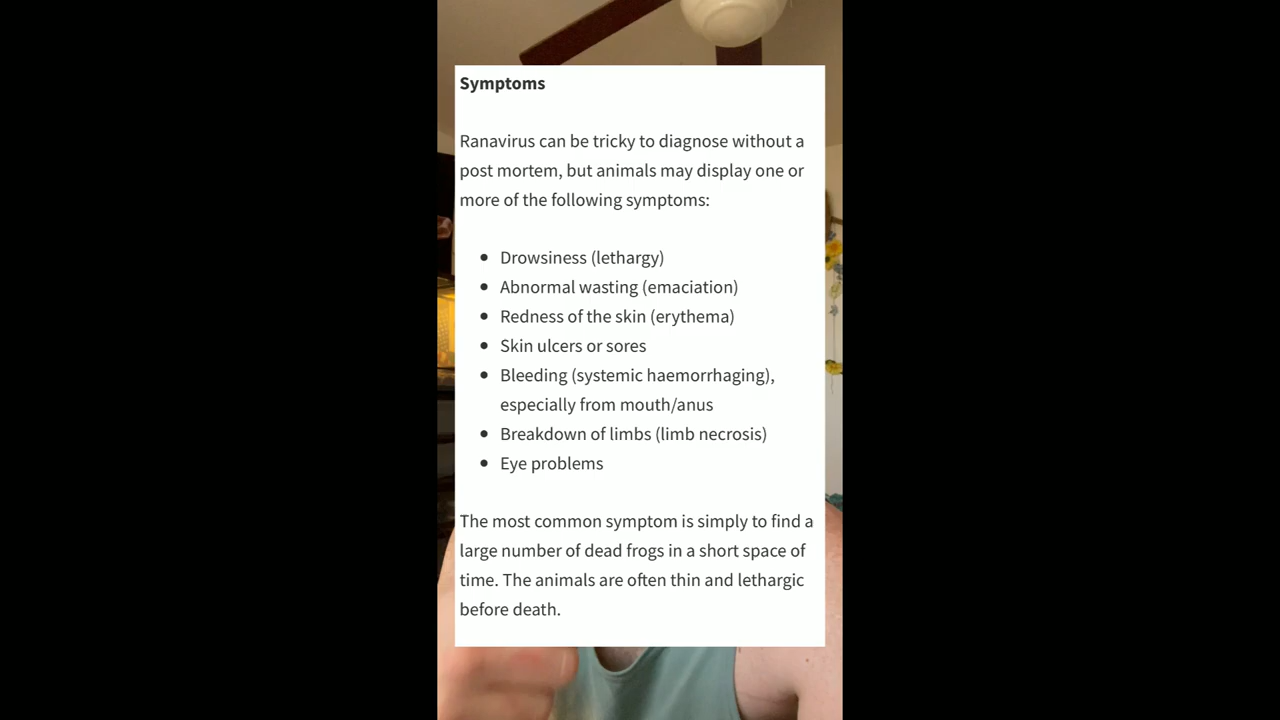 Symptoms
Ranavirus can be tricky to diagnose without a
post mortem, but animals may display one or
more of the following symptoms:
• Drowsiness (lethargy)
• Abnormal wasting (emaciation)
• Redness of the skin (erythema)
• Skin ulcers or sores
• Bleeding (systemic haemorrhaging),
especially from mouth/anus
• Breakdown of limbs (limb necrosis)
• Eye problems
The most common symptom is simply to find a
large number of dead frogs in a short space of
time. The animals are often thin and lethargic
before death.